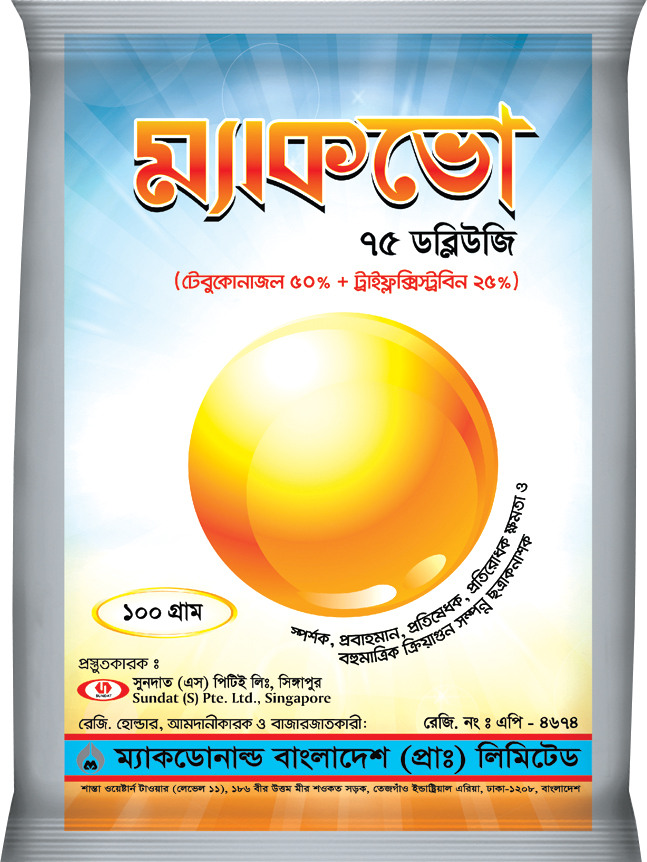 ম্যাকভো
৭৫ ডব্লিউজি
(টেবুকোনাজল ৫০% + ট্রাইফ্লক্সিস্ট্রবিন ২৫%)
স্পর্শক, প্রবাহমান, প্রতিষেধক, প্রতিরোধক ক্ষমতা ও
বহুমাত্রিক ক্রিয়াগুন সম্পন্ন ছত্রাকনাশক
১০০ গ্রাম
প্রস্তুতকারক ঃ
SUNDAT
সুনদাত (এস) পিটিই লিঃ, সিঙ্গাপুর
Sundat (S) Pte. Ltd., Singapore
রেজি. হোল্ডার, আমদানীকারক ও বাজারজাতকারী: রেজি. নং ঃ এপি - ৪৬৭৪
ম্যাকডোনাল্ড বাংলাদেশ (প্রাঃ) লিমিটেড
শান্তা ওয়েষ্টার্ন টাওয়ার (লেভেল ১১), ১৮৬ বীর উত্তম মীর শওকত সড়ক, তেজগাঁও ইন্ডাষ্ট্রিয়াল এরিয়া, ঢাকা-১২০৮, বাংলাদেশ